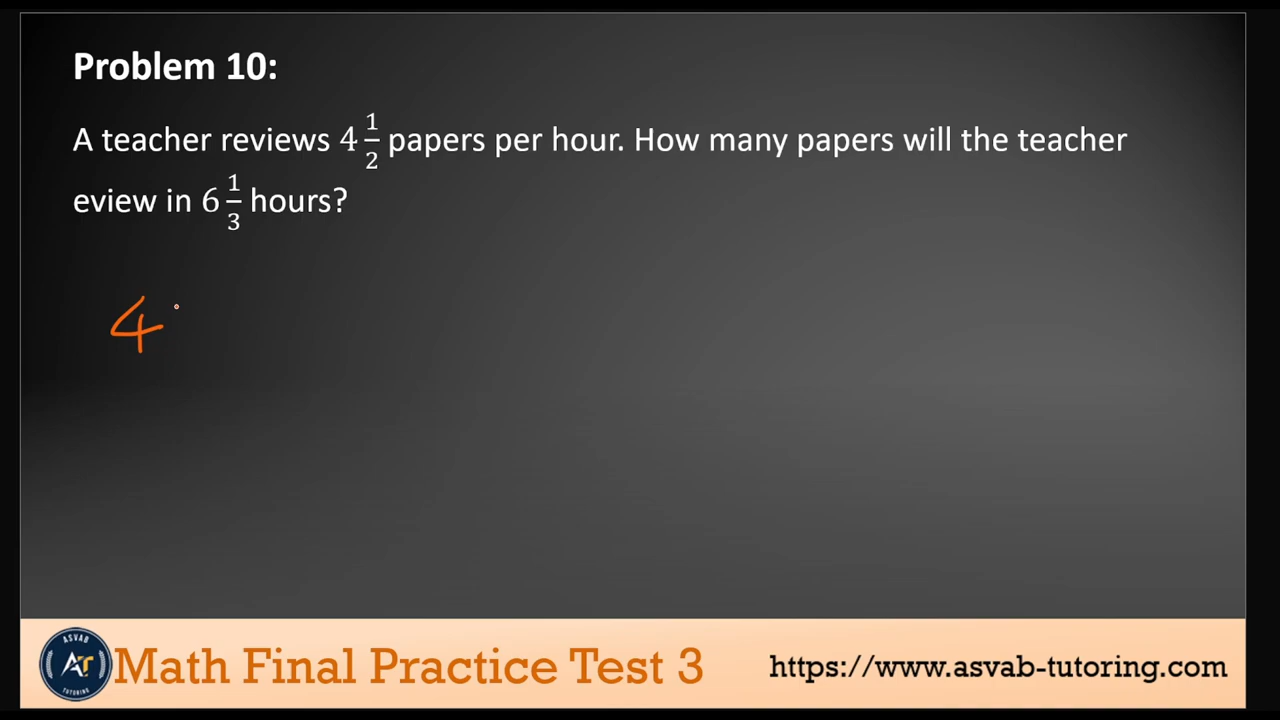 Problem 10:
A teacher reviews 4 1/2 papers per hour. How many papers will the teacher
eview in 6 1/3 hours?
4
ASVAB
AT
TUTORING
Math Final Practice Test 3
https://www.asvab-tutoring.com